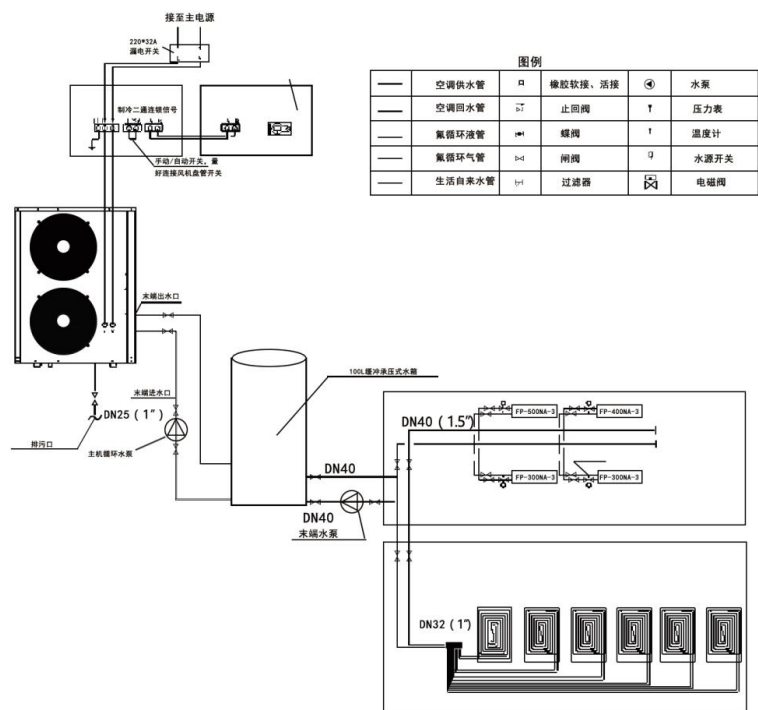 接至主电源
220*32A
漏电开关
制冷二通连锁信号
手动/自动开关，量
好连接风机盘管开关
图例
空调供水管 橡胶软接、活接 水泵
空调回水管 止回阀 压力表
氟循环液管 蝶阀 温度计
氟循环气管 闸阀 水源开关
生活自来水管 过滤器 电磁阀
末端出水口
100L缓冲承压式水箱
末端进水口
DN25（1"）
排污口
主机循环水泵
DN40（1.5"）
FP-500NA-3 FP-400NA-3
FP-300NA-3 FP-300NA-3
DN40
DN40
末端水泵
DN32（1"）